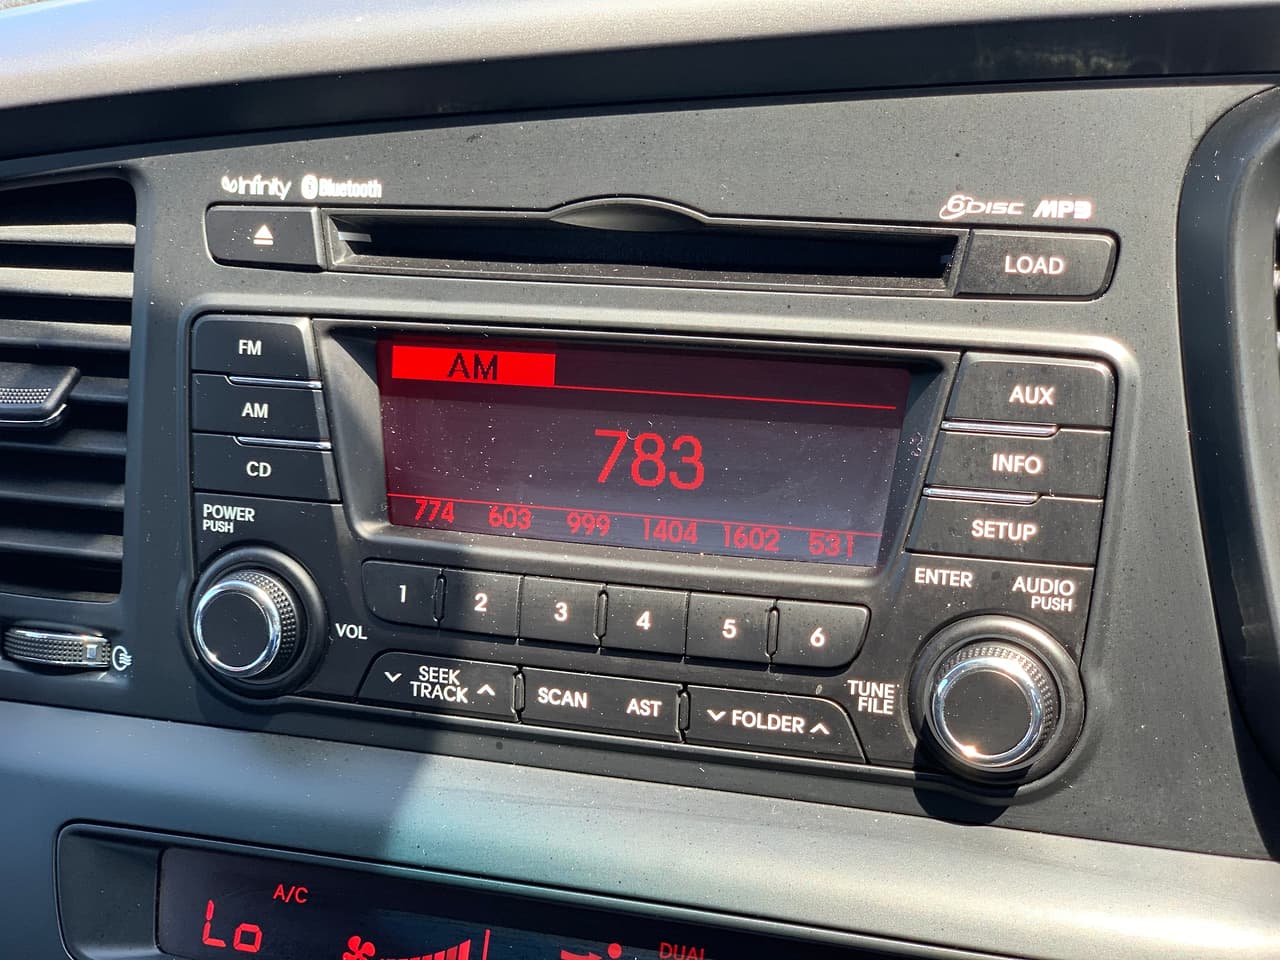 infinity Bluetooth
6 DISC MP3
LOAD
FM
AM
CD
POWER
PUSH
VOL
AM
783
774 603 999 1404 1602 531
1 2 3 4 5 6
SEEK
TRACK
SCAN AST
FOLDER
AUX
INFO
SETUP
ENTER
AUDIO
PUSH
TUNE
FILE
A/C
Lo
DUAL